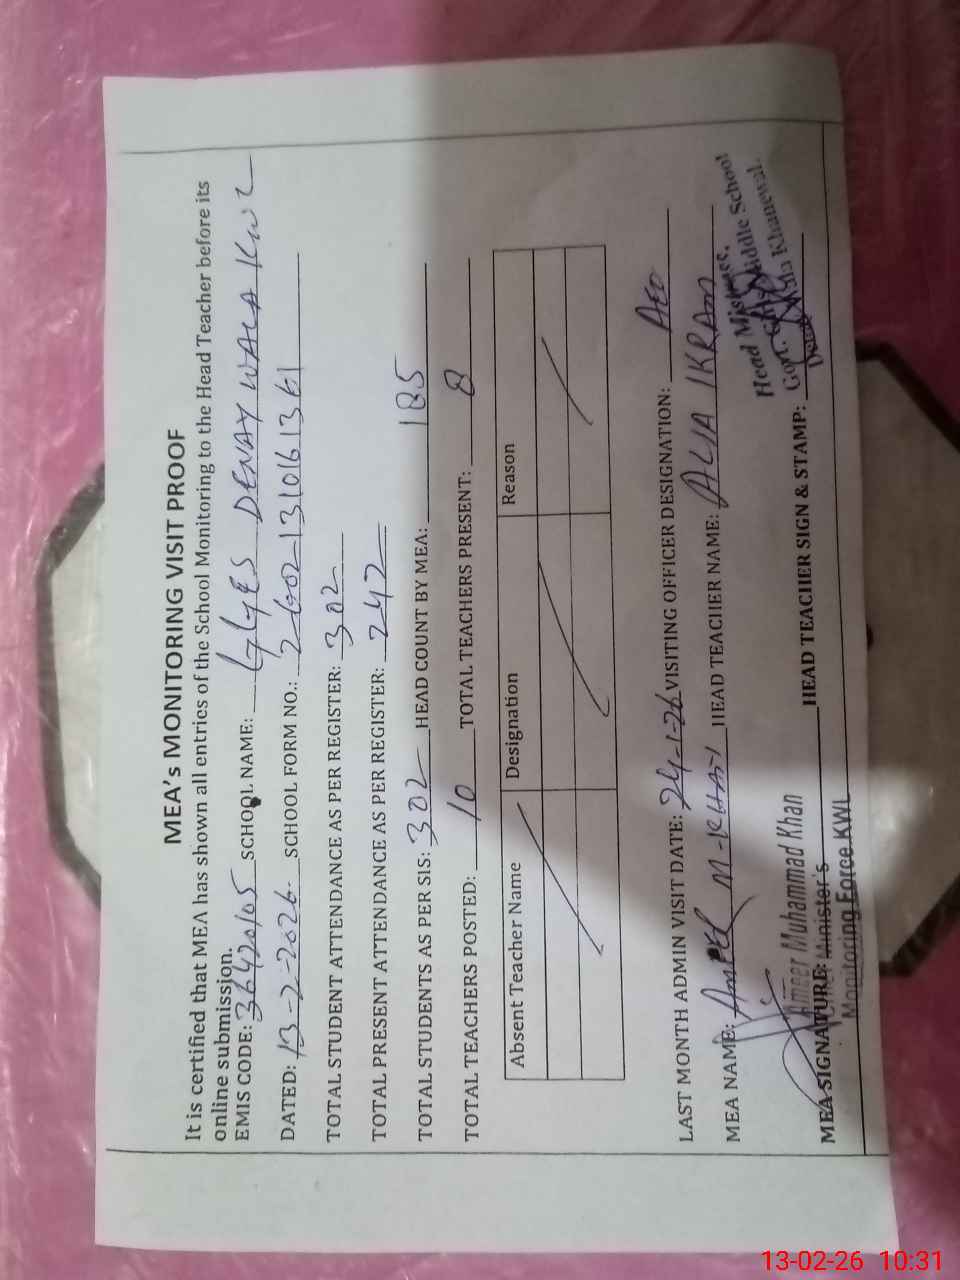 MEA's MONITORING VISIT PROOF
It is certified that MEA has shown all entries of the School Monitoring to the Head Teacher before its
online submission.
EMIS CODE: 36420105 SCHOOL NAME: GGES DENAY WALA KWL
DATED: 13-2-2026. SCHOOL FORM NO.: 26021310161361
TOTAL STUDENT ATTENDANCE AS PER REGISTER: 302
TOTAL PRESENT ATTENDANCE AS PER REGISTER: 242
TOTAL STUDENTS AS PER SIS: 302 HEAD COUNT BY MEA: 185
TOTAL TEACHERS POSTED: 10 TOTAL TEACHERS PRESENT: 8
Absent Teacher Name Designation Reason
LAST MONTH ADMIN VISIT DATE: 24-1-26 VISITING OFFICER DESIGNATION: AEO
MEA NAME: AMEER M-KHAN HEAD TEACHER NAME: ALIA IKRAM
MEA SIGNATURE: HEAD TEACHER SIGN & STAMP:
Ameer Muhammad Khan
Chief Minister's
Monitoring Force KWL
Head Mistress,
Govt. Girls Middle School
Khanewal.
13-02-26 10:31